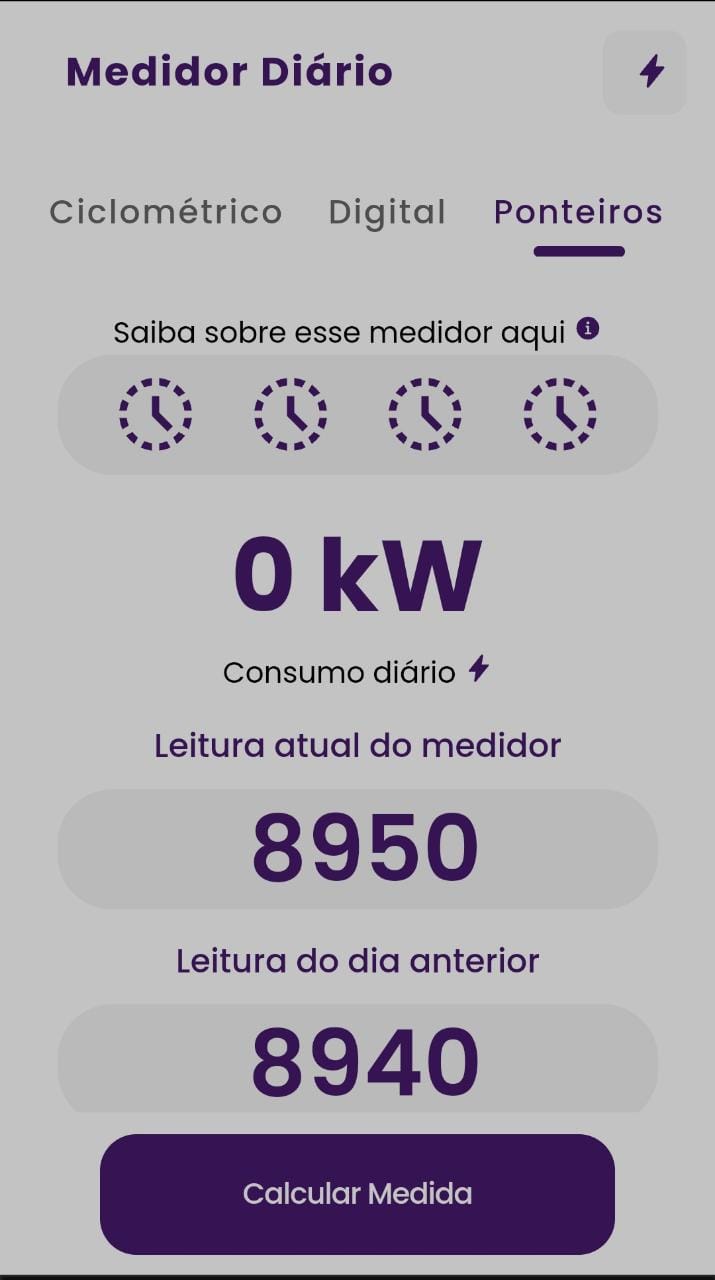 Medidor Diário
Ciclométrico Digital Ponteiros
Saiba sobre esse medidor aqui
0 kW
Consumo diário
Leitura atual do medidor
8950
Leitura do dia anterior
8940
Calcular Medida